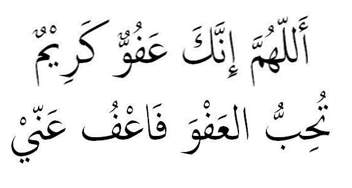 أَللّٰهُمَّ إِنَّكَ عَفُوٌّ كَرِيْمٌ
تُحِبُّ العَفْوَ فَاعْفُ عَنّيْ